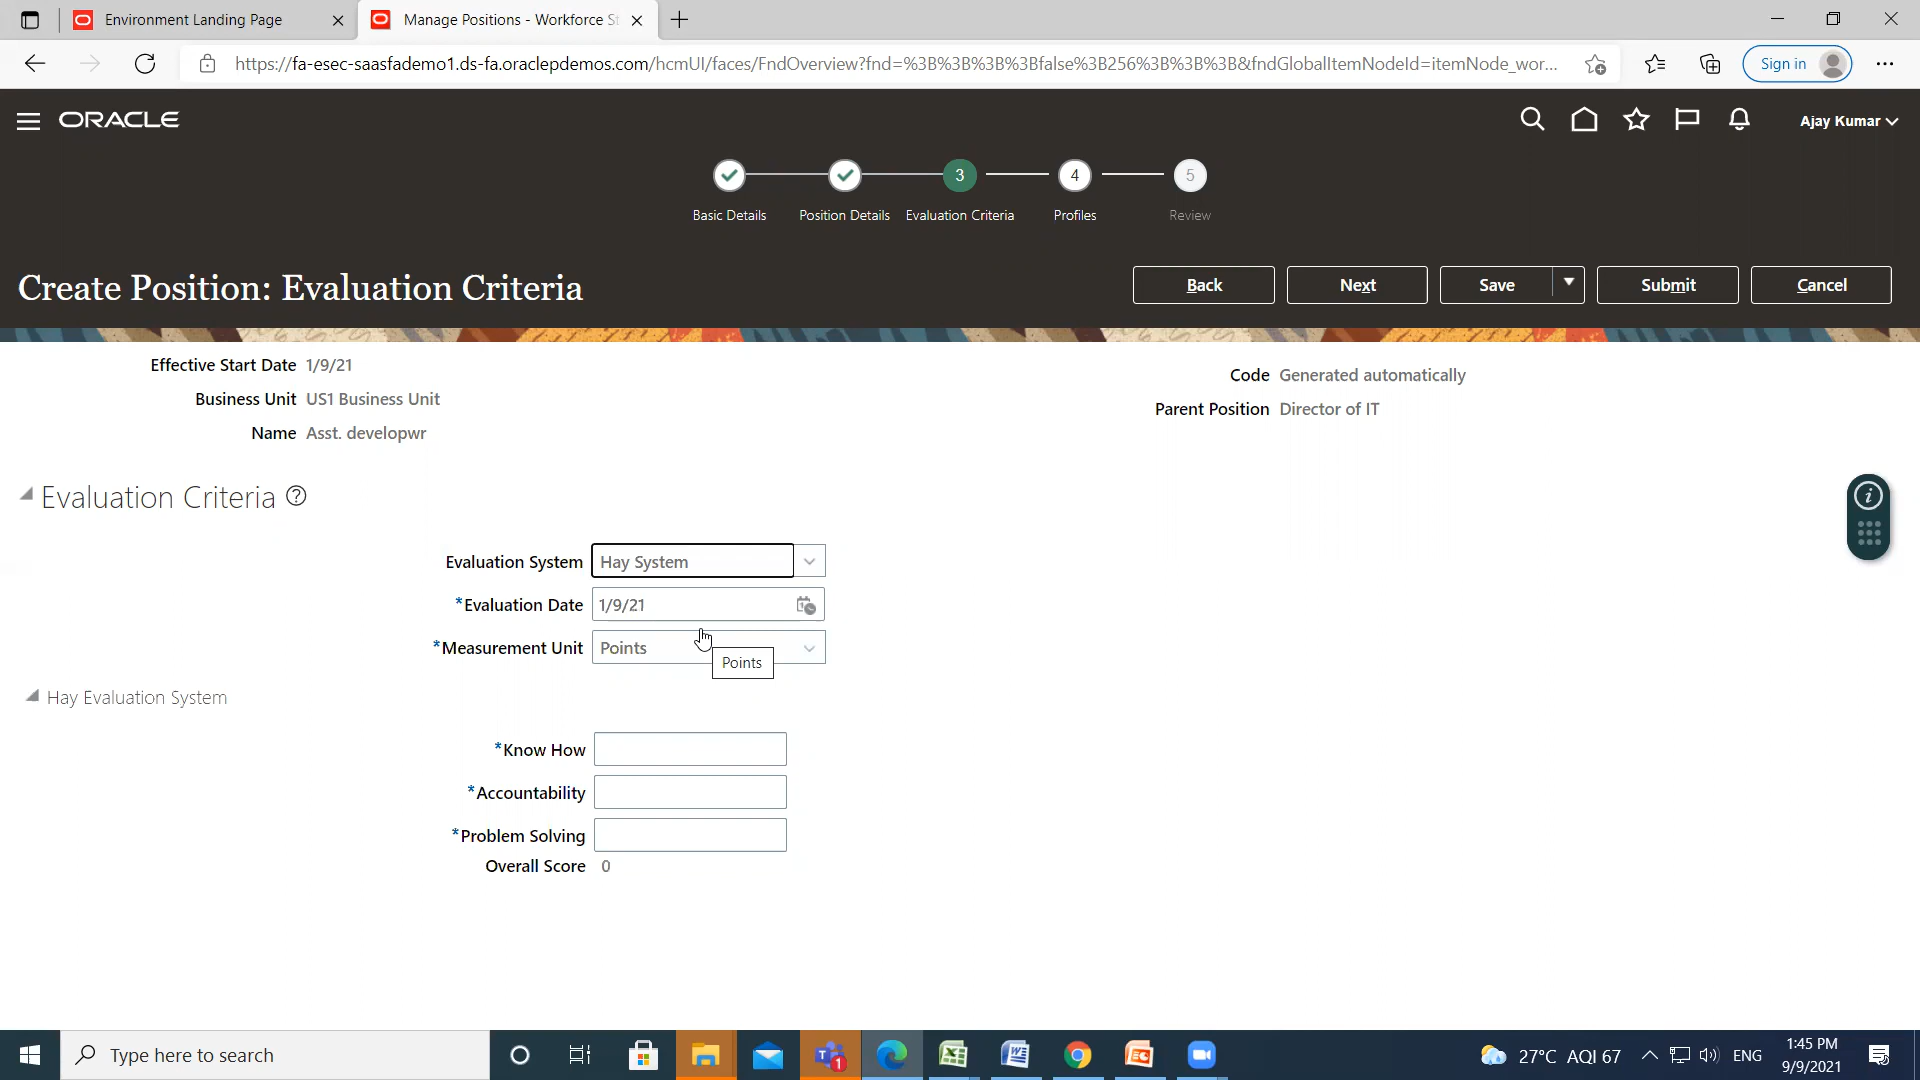 Environment Landing Page
Manage Positions - Workforce St
https://fa-esec-saasfademo1.ds-fa.oraclepdemos.com/hcmUI/faces/FndOverview?fnd=%3B%3B%3B%3Bfalse%3B256%3B%3B%3B&fndGlobalItemNodeId=itemNode_wor...
Sign in
ORACLE
Ajay Kumar
3
4
5
Basic Details
Position Details
Evaluation Criteria
Profiles
Review
Create Position: Evaluation Criteria
Back
Next
Save
Submit
Cancel
Effective Start Date 1/9/21
Business Unit US1 Business Unit
Name Asst. developwr
Code Generated automatically
Parent Position Director of IT
Evaluation Criteria ?
Evaluation System Hay System
*Evaluation Date 1/9/21
*Measurement Unit Points
Points
Hay Evaluation System
*Know How
*Accountability
*Problem Solving
Overall Score 0
i
Type here to search
1
27°C AQI 67
ENG
1:45 PM
9/9/2021